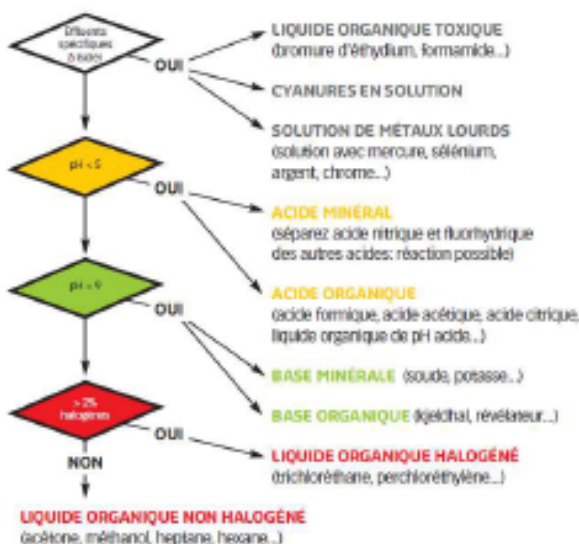 Effluents
spécifiques
à isoler
OUI
LIQUIDE ORGANIQUE TOXIQUE
(bromure d'éthydium, formamide...)
CYANURES EN SOLUTION
SOLUTION DE MÉTAUX LOURDS
(solution avec mercure, sélénium,
argent, chrome...)
pH < 5
OUI
ACIDE MINÉRAL
(séparez acide nitrique et fluorhydrique
des autres acides: réaction possible)
ACIDE ORGANIQUE
(acide formique, acide acétique, acide citrique,
liquide organique de pH acide...)
pH 9
OUI
BASE MINÉRALE (soude, potasse...)
BASE ORGANIQUE (kjeldhal, révélateur...)
> 2%
halogènes
OUI
LIQUIDE ORGANIQUE HALOGÉNÉ
(trichloréthane, perchloréthylène...)
NON
LIQUIDE ORGANIQUE NON HALOGÉNÉ
(acétone, méthanol, heptane, hexane...)